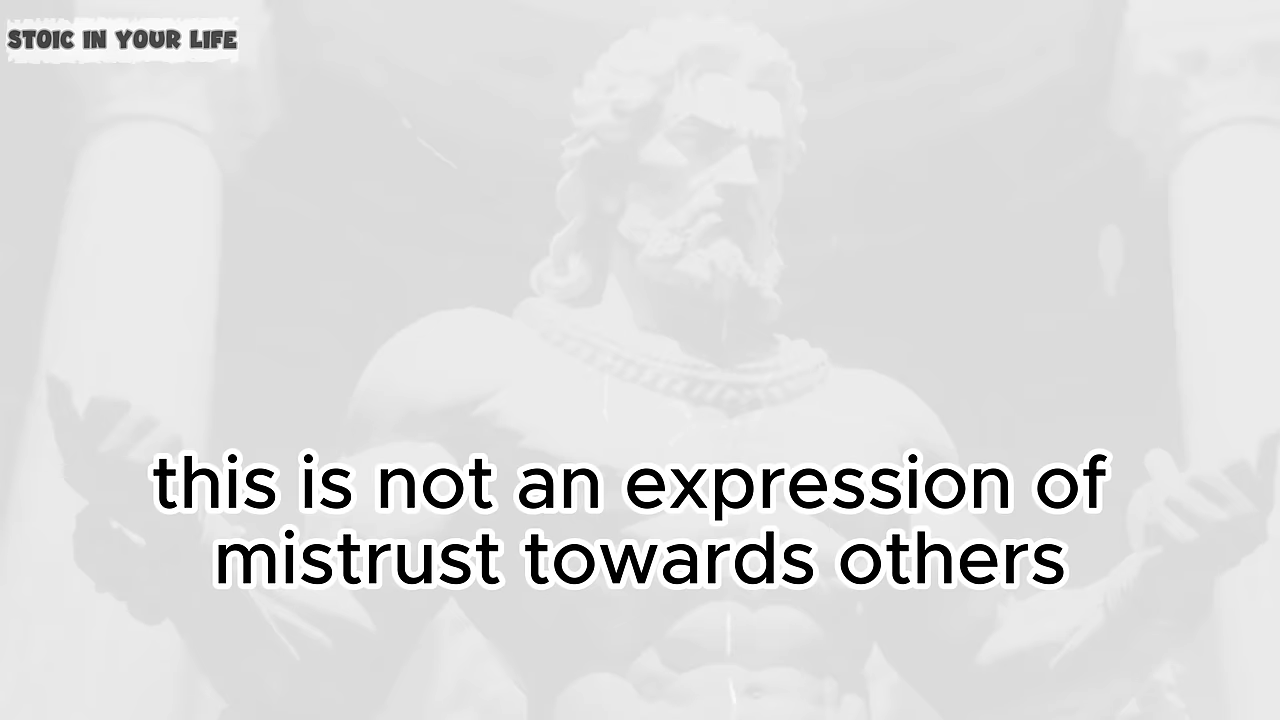 STOIC IN YOUR LIFE
this is not an expression of
mistrust towards others